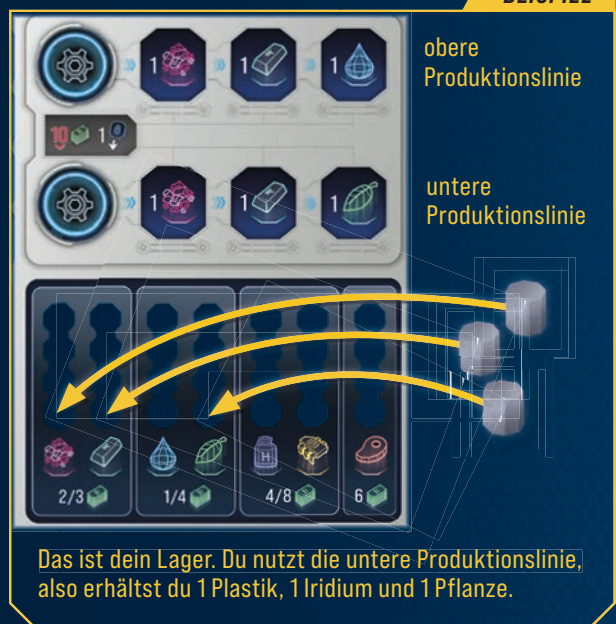 obere
Produktionslinie
1 1 1
10 1
untere
Produktionslinie
1 1 1
H
2/3 1/4 4/8 6
Das ist dein Lager. Du nutzt die untere Produktionslinie,
also erhältst du 1 Plastik, 1 Iridium und 1 Pflanze.